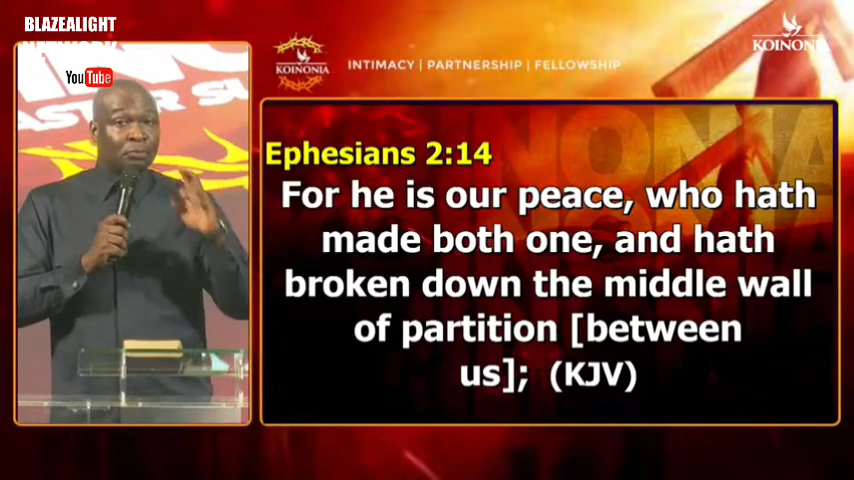 BLAZEALIGHT
NETWORK
YouTube
KOINONIA
INTIMACY | PARTNERSHIP | FELLOWSHIP
KOINONIA
Ephesians 2:14
For he is our peace, who hath
made both one, and hath
broken down the middle wall
of partition [between
us]; (KJV)